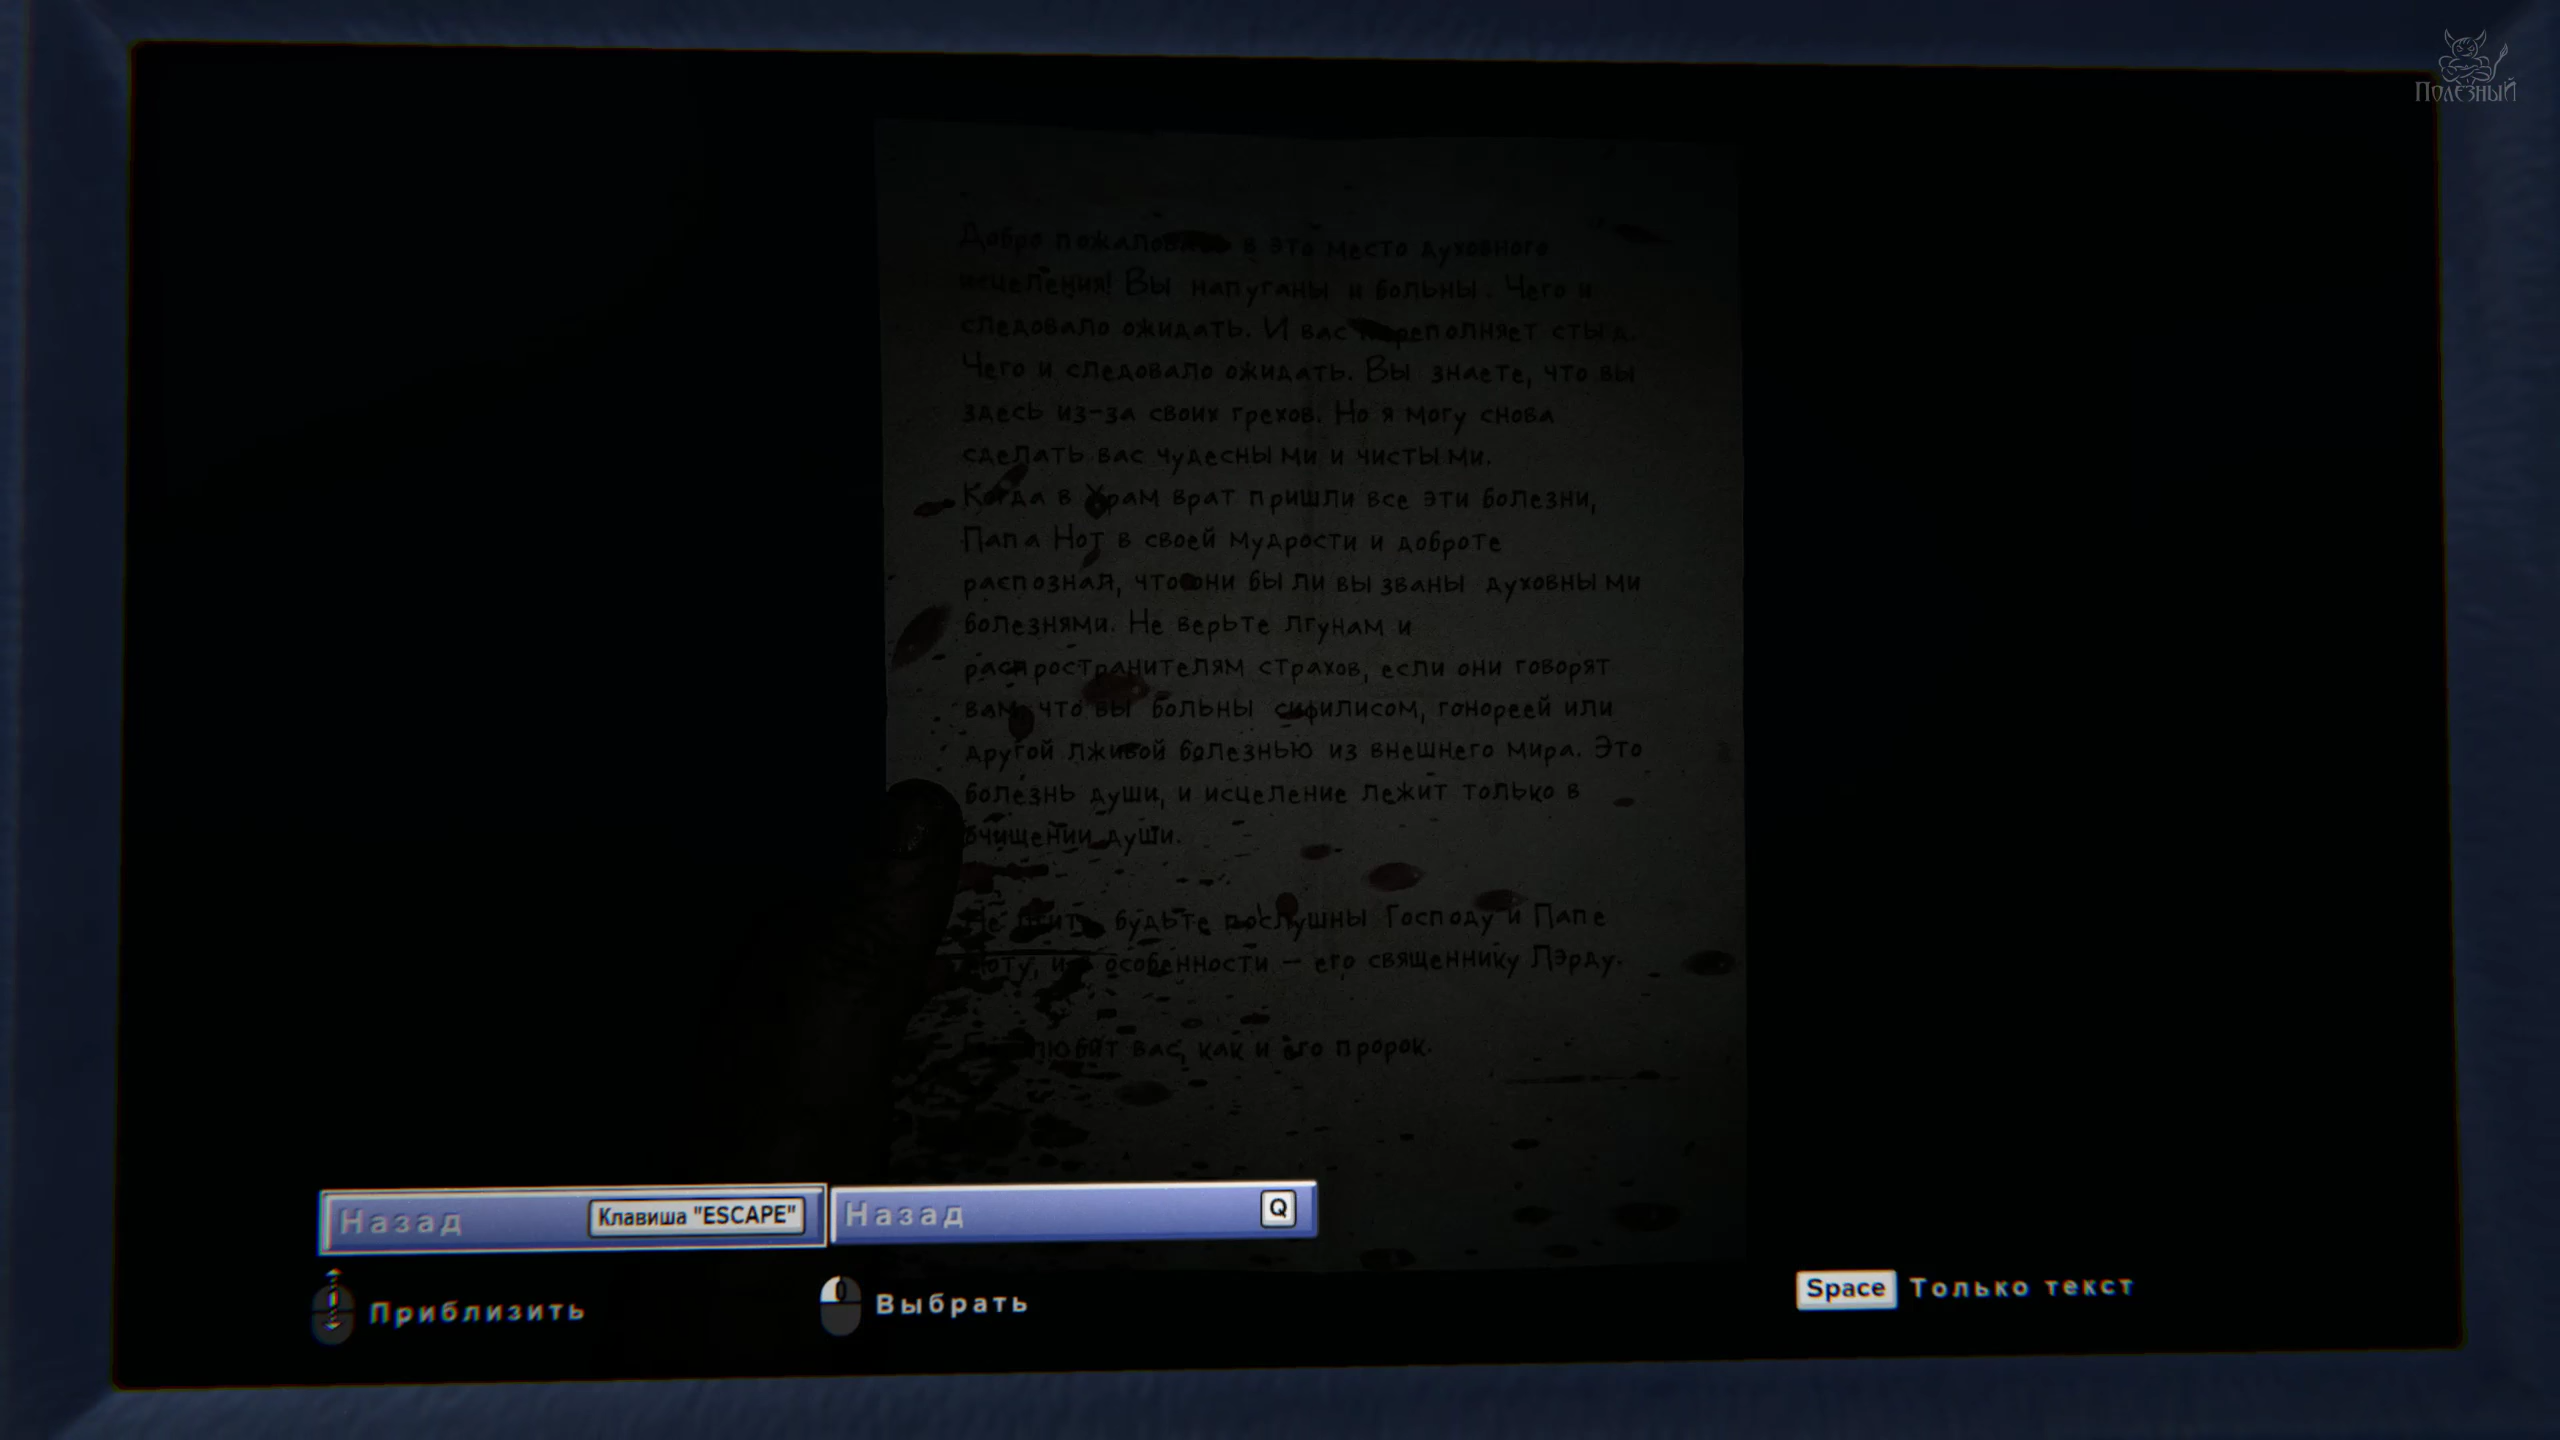 Полезный
Добро пожаловать в это место духовного
исцеления! Вы напуганы и больны. Чего и
следовало ожидать. И вас переполняет стыд.
Чего и следовало ожидать. Вы знаете, что вы
здесь из-за своих грехов. Но я могу снова
сделать вас чудесными и чистыми.
Когда в Храм врат пришли все эти болезни,
Папа Нот в своей мудрости и доброте
распознал, что они были вызваны духовными
болезнями. Не верьте лгунам и
распространителям страхов, если они говорят
вам, что вы больны сифилисом, гонореей или
другой лживой болезнью из внешнего мира. Это
болезнь души, и исцеление лежит только в
очищении души.
Не будьте послушны Господу и Папе
Ноту, и особенности — его священнику Лэрду.
любит вас, как и его пророк.
Назад Клавиша "ESCAPE" Назад Q
Приблизить Выбрать Space Только текст